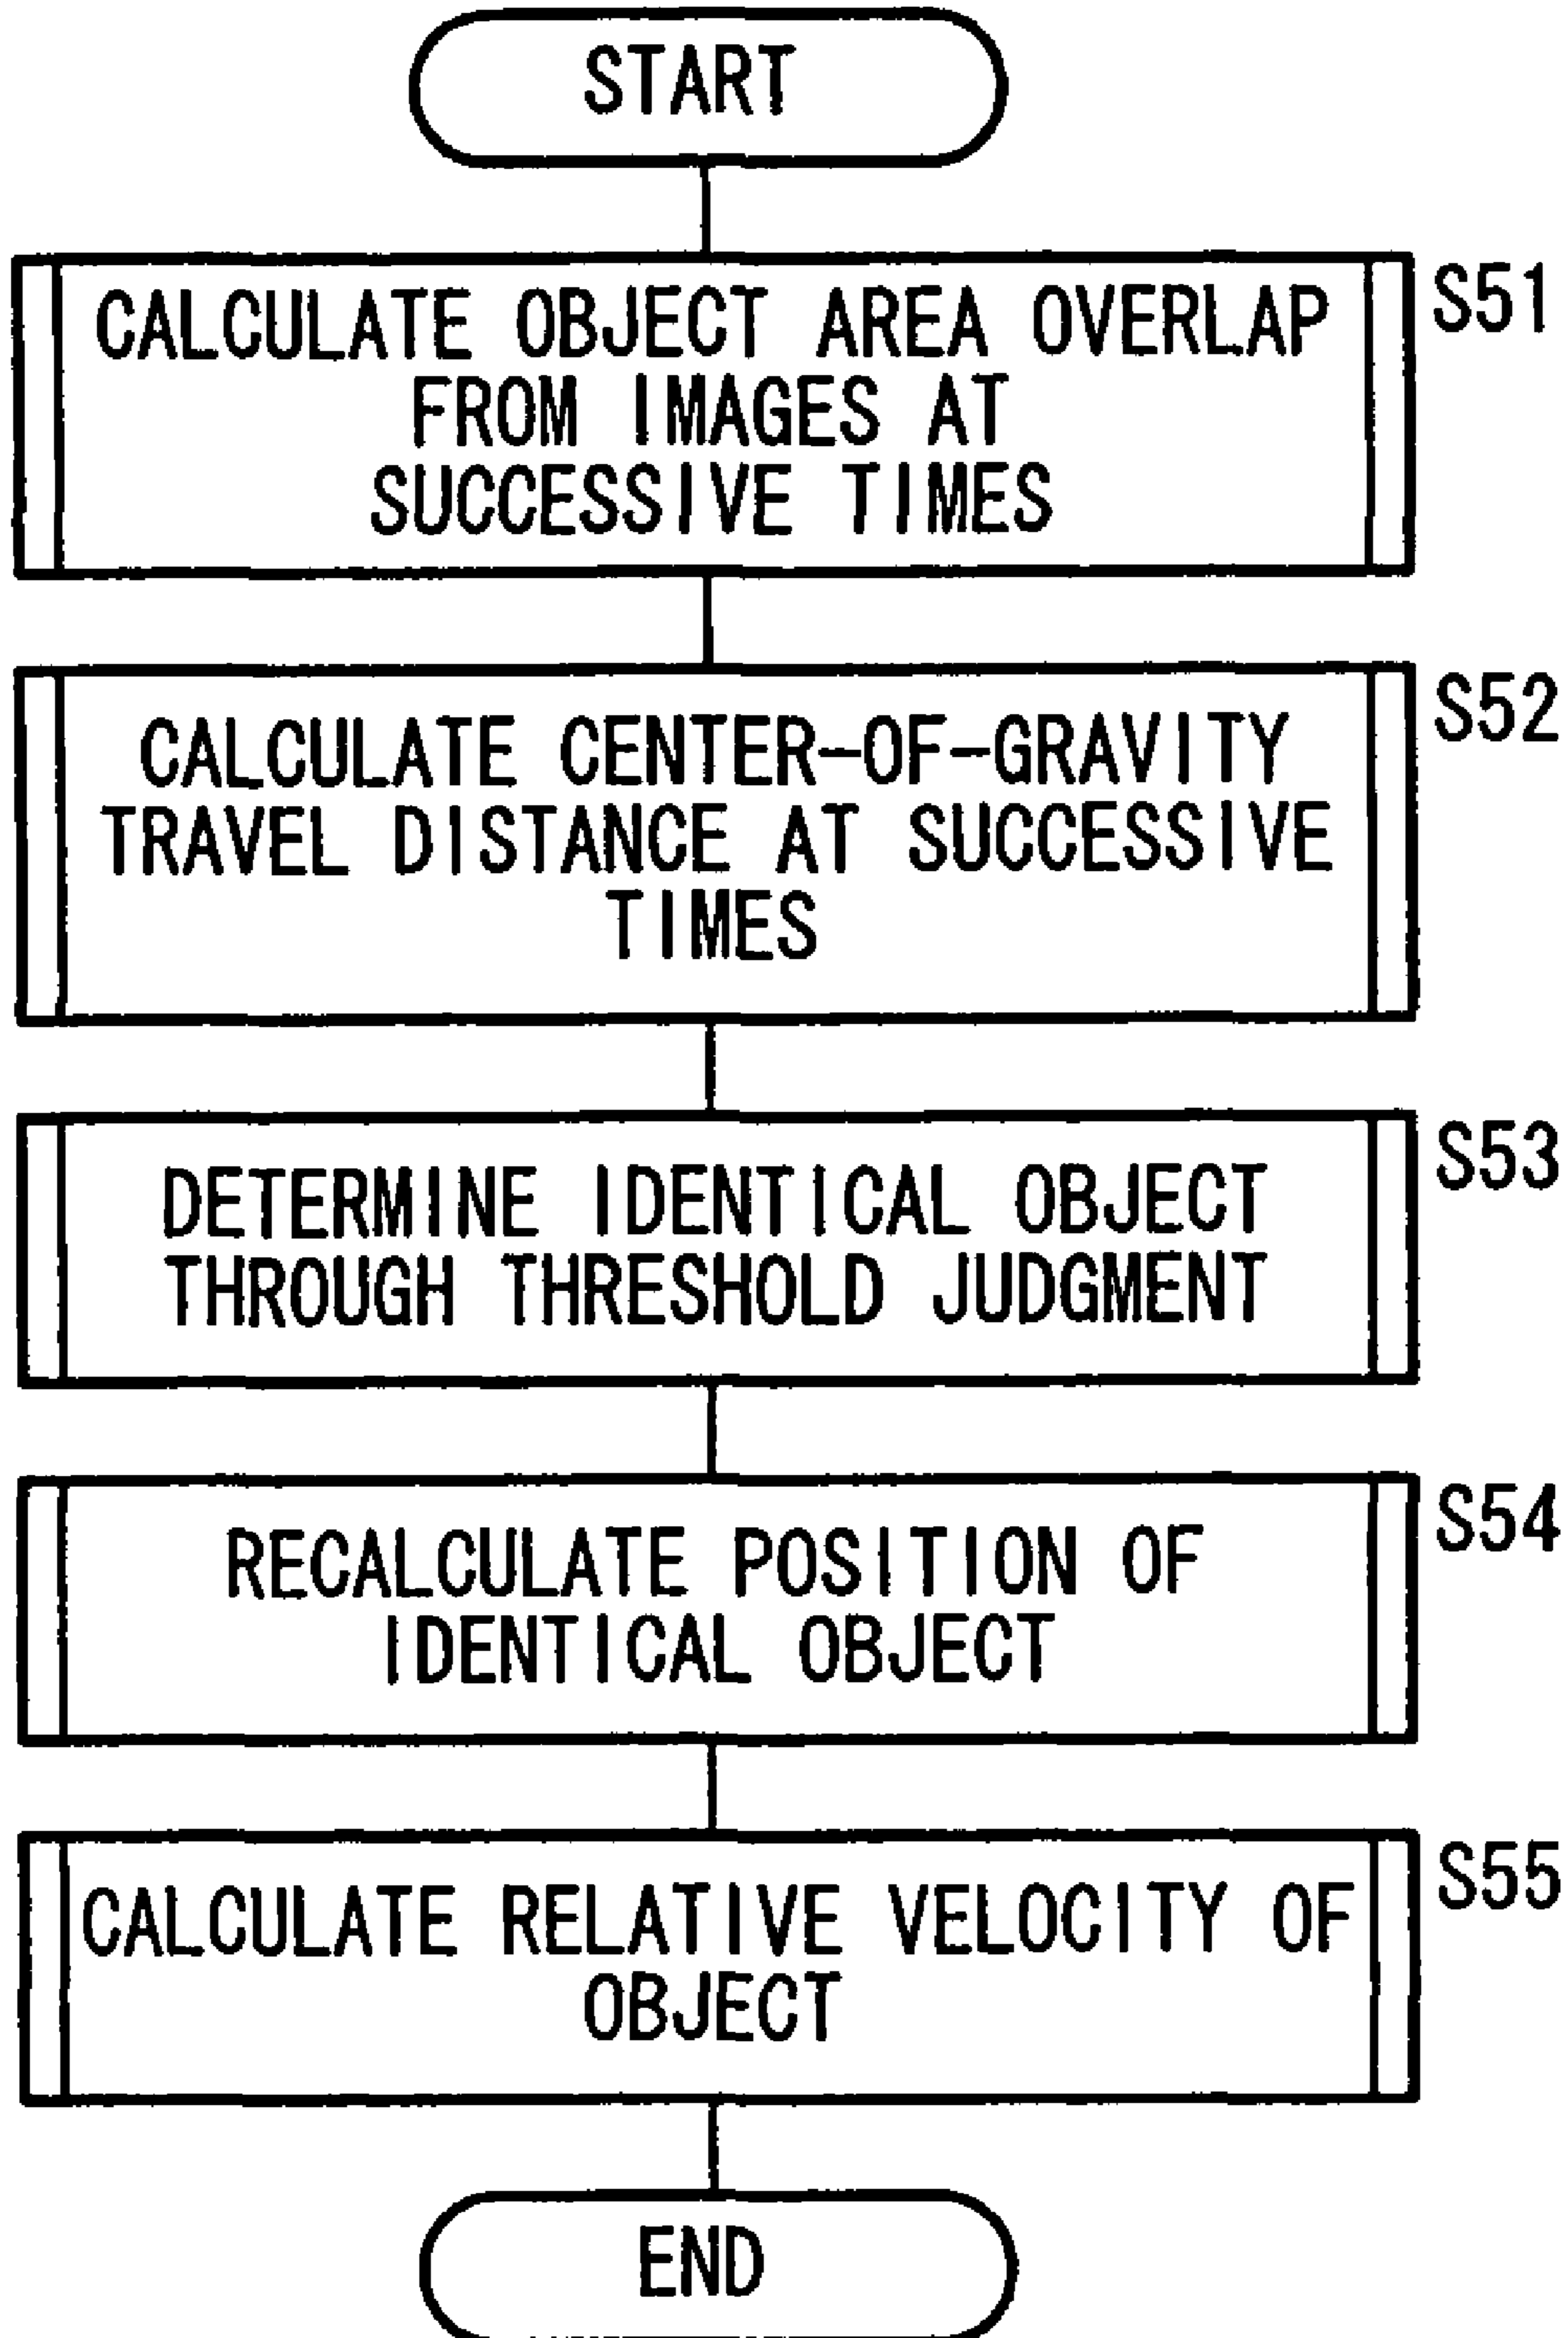 START
S51
CALCULATE OBJECT AREA OVERLAP
FROM IMAGES AT
SUCCESSIVE TIMES
S52
CALCULATE CENTER-OF-GRAVITY
TRAVEL DISTANCE AT SUCCESSIVE
TIMES
S53
DETERMINE IDENTICAL OBJECT
THROUGH THRESHOLD JUDGMENT
S54
RECALCULATE POSITION OF
IDENTICAL OBJECT
S55
CALCULATE RELATIVE VELOCITY OF
OBJECT
END